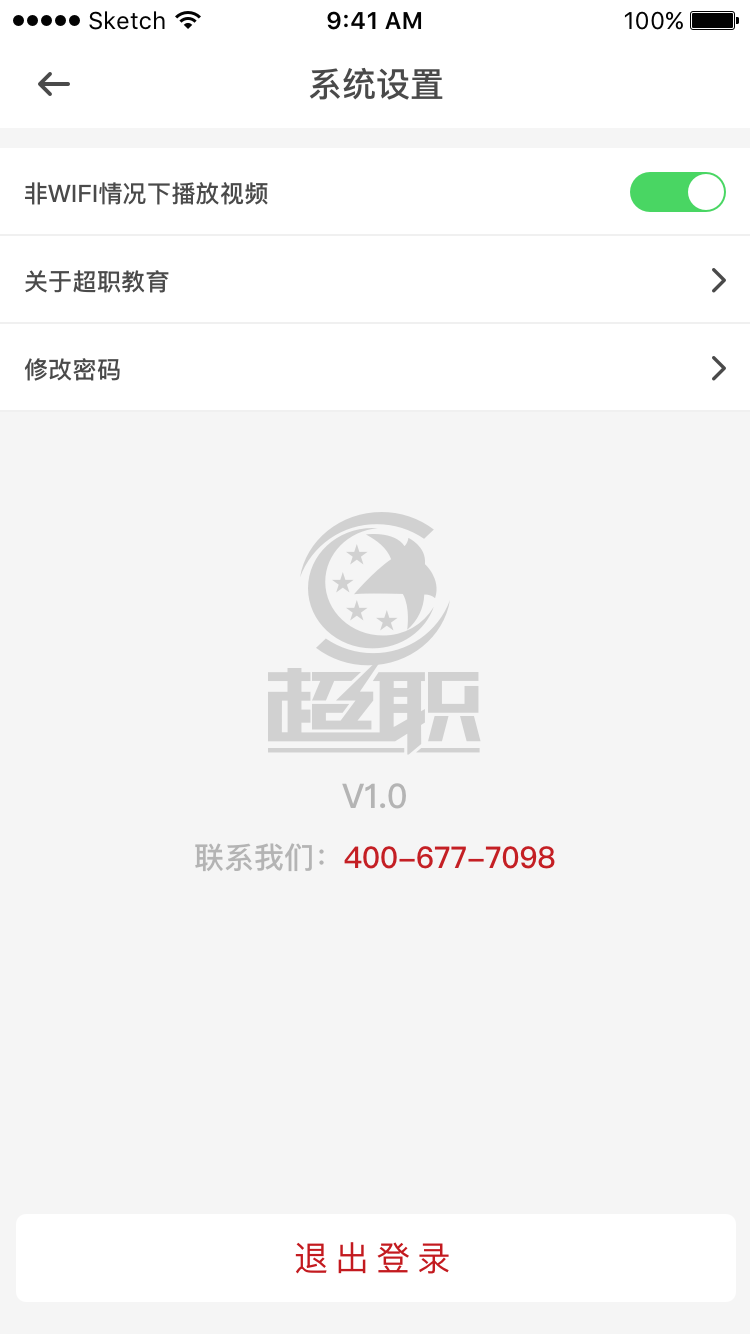 Sketch 9:41 AM 100%
系统设置
非WIFI情况下播放视频
关于超职教育
修改密码
超职
V1.0
联系我们：400-677-7098
退出登录